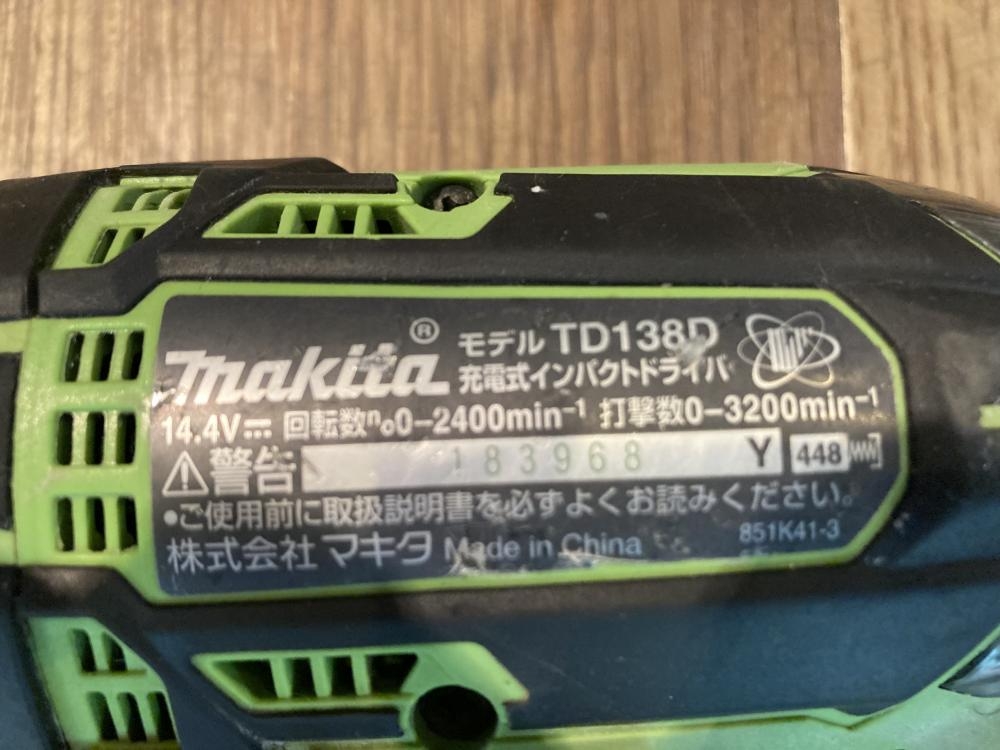 makita® モデル TD138D
充電式インパクトドライバ
14.4V⎓ 回転数n₀0-2400min⁻¹ 打撃数0-3200min⁻¹
⚠警告 183968 Y 448
•ご使用前に取扱説明書を必ずよくお読みください。
株式会社 マキタ Made in China 851K41-3